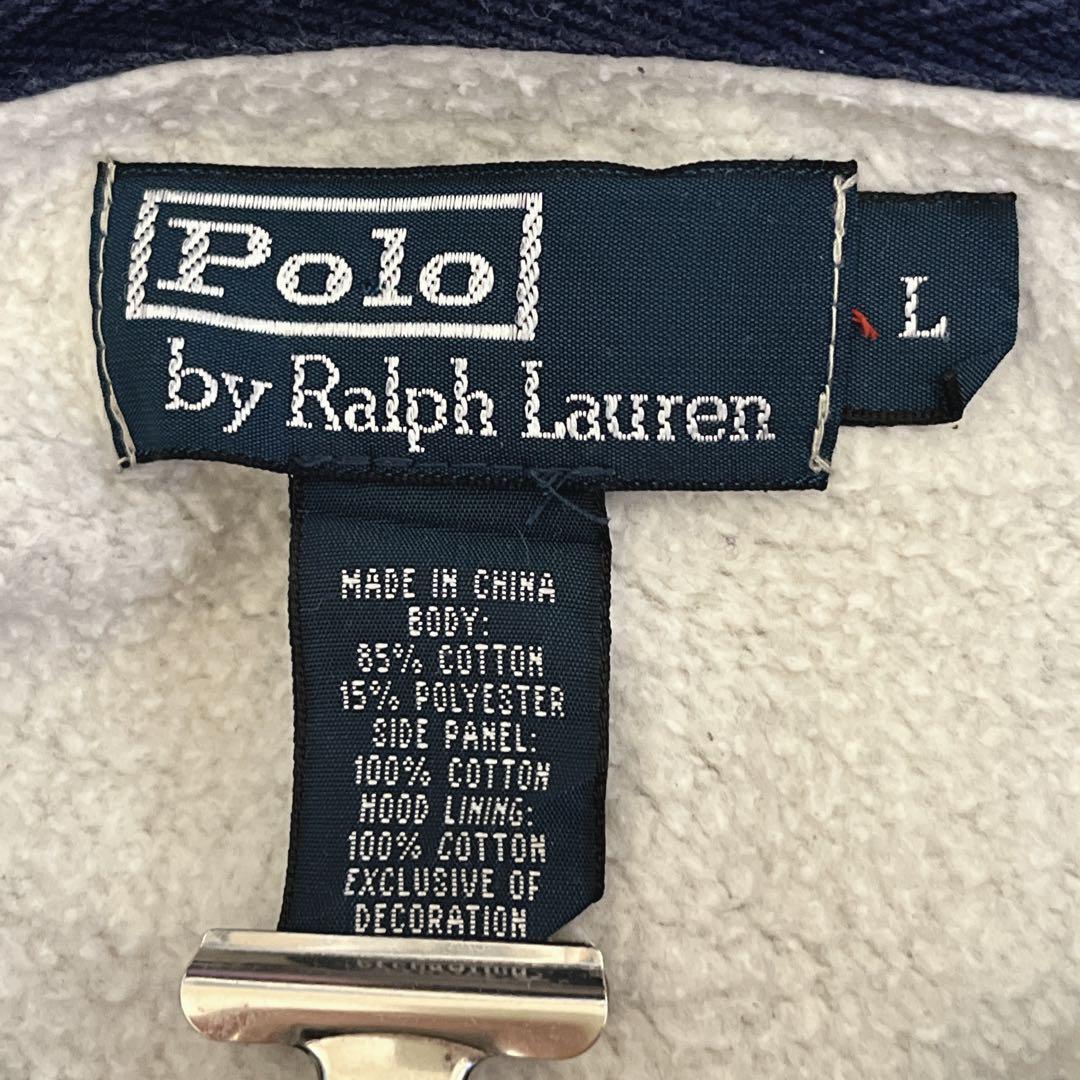 Polo
by Ralph Lauren
L
MADE IN CHINA
BODY:
85% COTTON
15% POLYESTER
SIDE PANEL:
100% COTTON
HOOD LINING:
100% COTTON
EXCLUSIVE OF
DECORATION